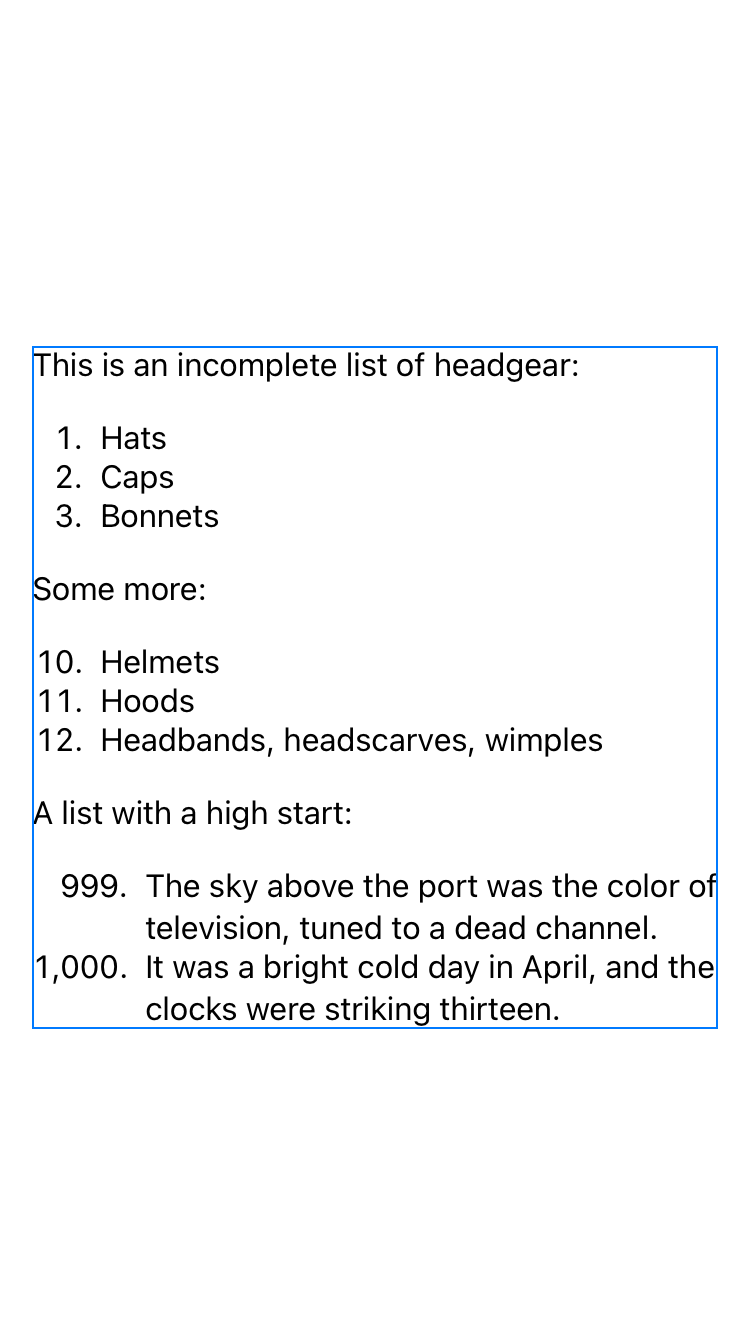 This is an incomplete list of headgear:
1. Hats
2. Caps
3. Bonnets
Some more:
10. Helmets
11. Hoods
12. Headbands, headscarves, wimples
A list with a high start:
999. The sky above the port was the color of
television, tuned to a dead channel.
1,000. It was a bright cold day in April, and the
clocks were striking thirteen.